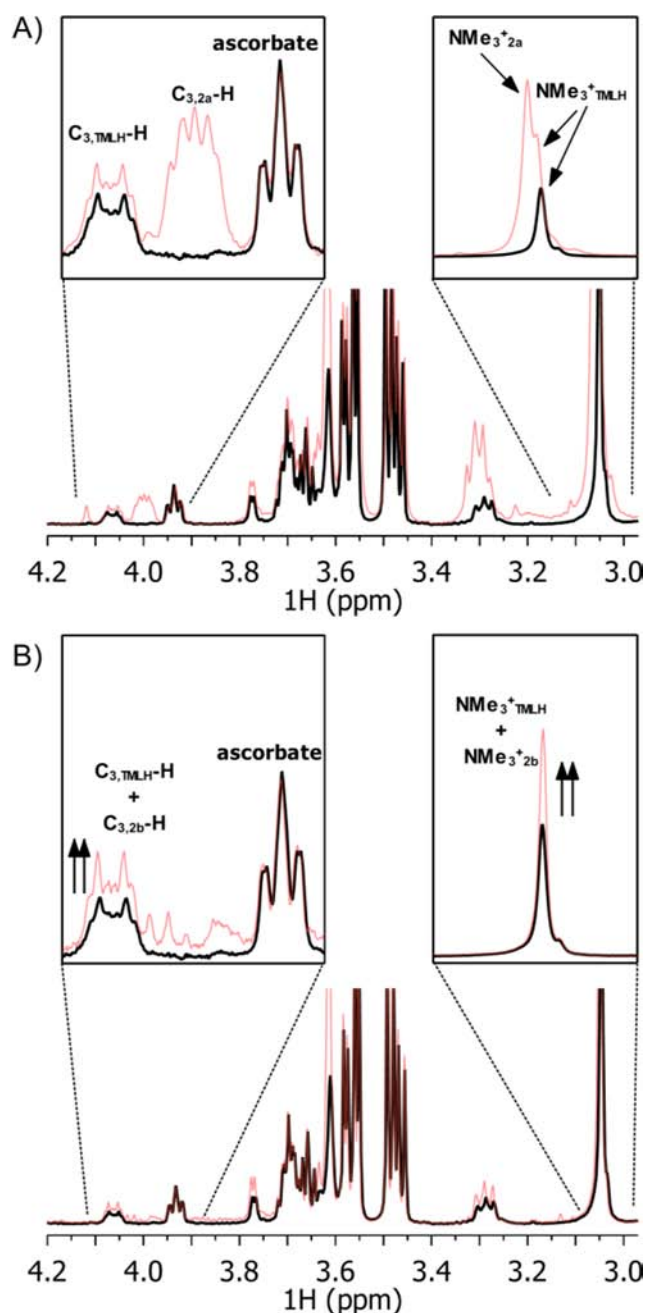 A)
C3,TMLH-H
C3,2a-H
ascorbate
NMe3+2a
NMe3+TMLH
4.2 4.0 3.8 3.6 3.4 3.2 3.0
1H (ppm)
B)
C3,TMLH-H
+
C3,2b-H
ascorbate
NMe3+TMLH
+
NMe3+2b
4.2 4.0 3.8 3.6 3.4 3.2 3.0
1H (ppm)